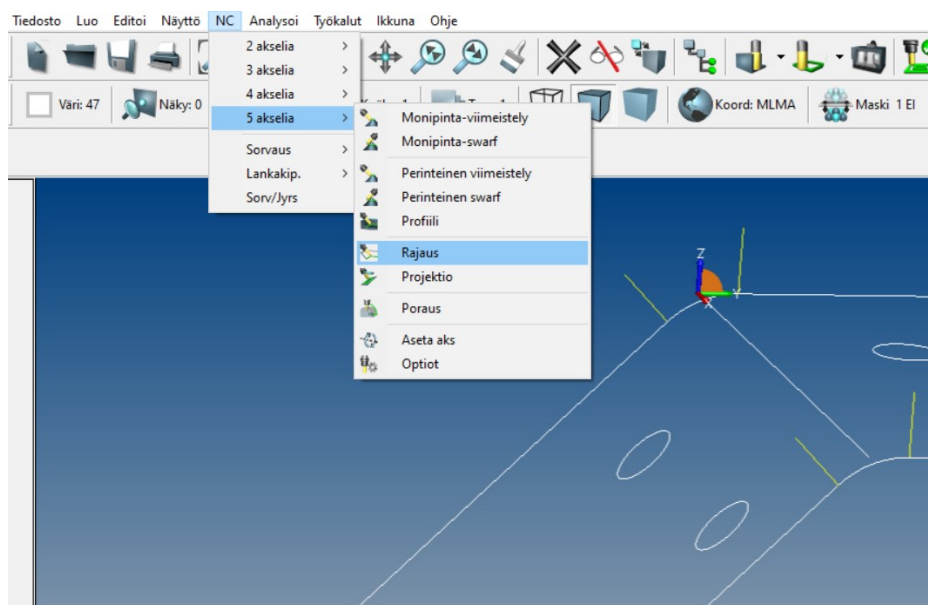 Tiedosto Luo Editoi Näyttö NC Analysoi Työkalut Ikkuna Ohje
2 akselia >
3 akselia >
4 akselia >
5 akselia >
Sorvaus >
Lankakip. >
Sorv/Jyrs
Väri: 47 Näky: 0 Koord: MLMA Maski 1 El
Monipinta-viimeistely
Monipinta-swarf
Perinteinen viimeistely
Perinteinen swarf
Profiili
Rajaus
Projektio
Poraus
Aseta aks
Optiot
Z
Y
X